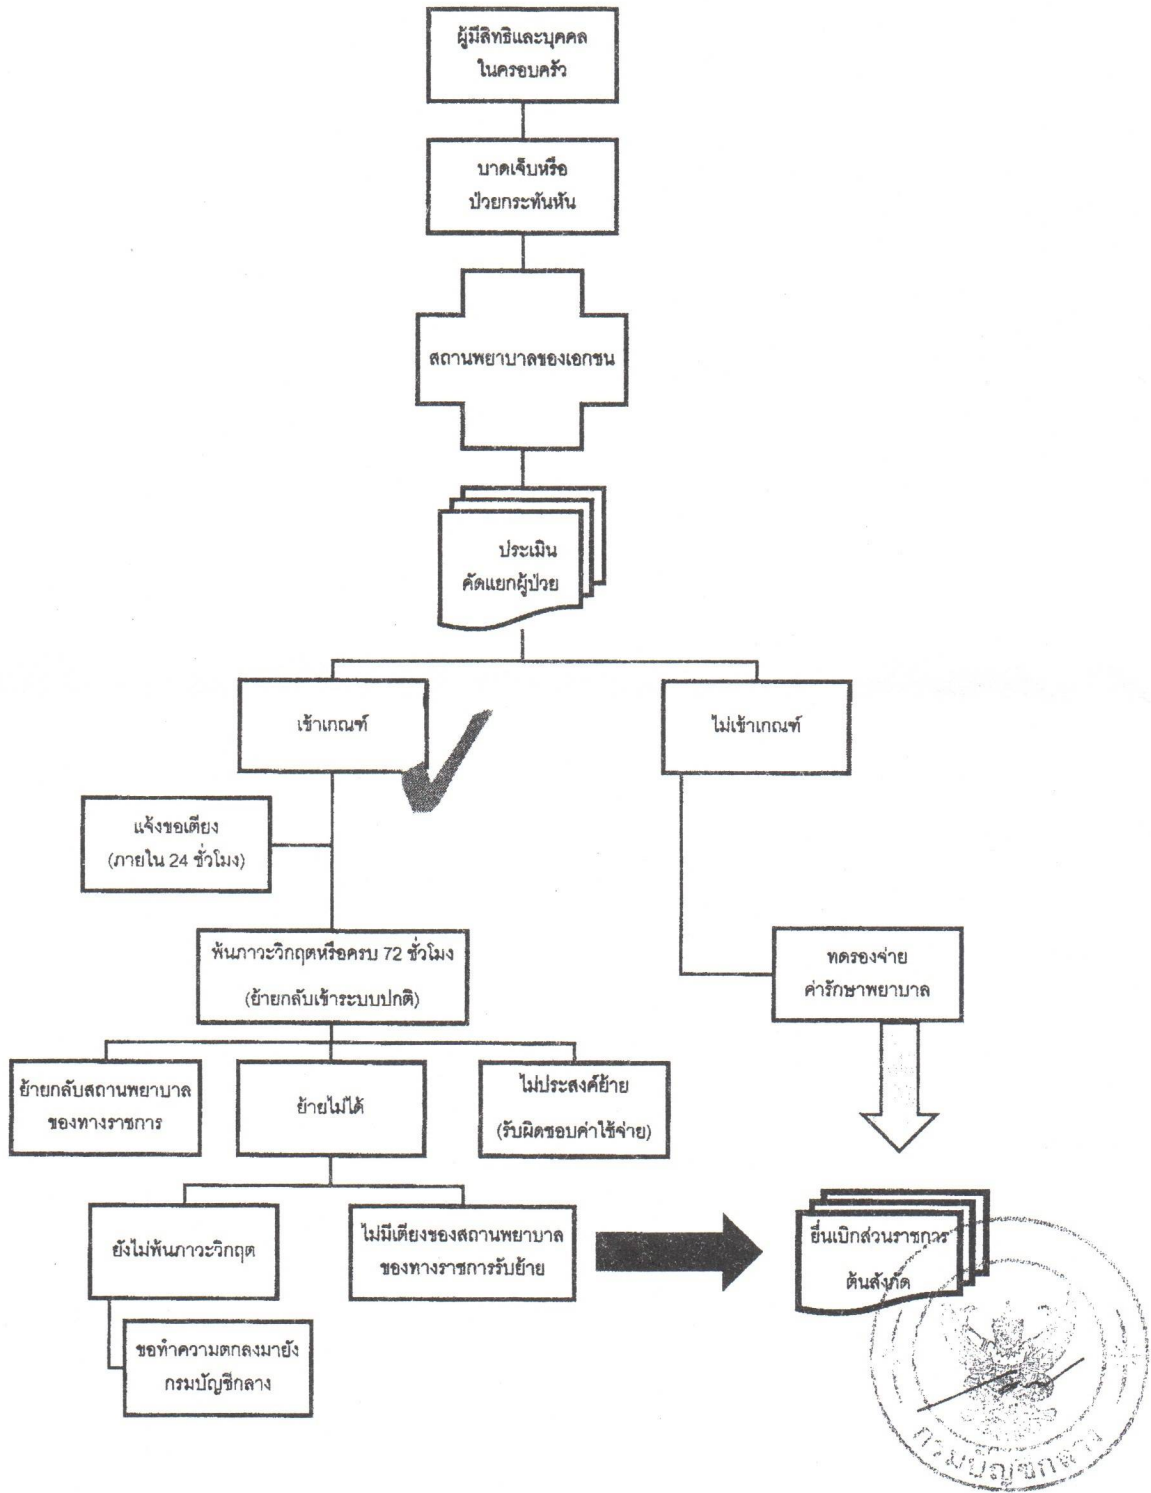 ผู้มีสิทธิและบุคคล
ในครอบครัว
บาดเจ็บหรือ
ป่วยกระทันหัน
สถานพยาบาลของเอกชน
ประเมิน
คัดแยกผู้ป่วย
เข้าเกณฑ์
ไม่เข้าเกณฑ์
แจ้งขอเตียง
(ภายใน 24 ชั่วโมง)
พ้นภาวะวิกฤตหรือครบ 72 ชั่วโมง
(ย้ายกลับเข้าระบบปกติ)
ทดรองจ่าย
ค่ารักษาพยาบาล
ย้ายกลับสถานพยาบาล
ของทางราชการ
ย้ายไม่ได้
ไม่ประสงค์ย้าย
(รับผิดชอบค่าใช้จ่าย)
ยังไม่พ้นภาวะวิกฤต
ไม่มีเตียงของสถานพยาบาล
ของทางราชการรับย้าย
ยื่นเบิกส่วนราชการ
ต้นสังกัด
ขอทำความตกลงมายัง
กรมบัญชีกลาง
กรมบัญชีกลาง